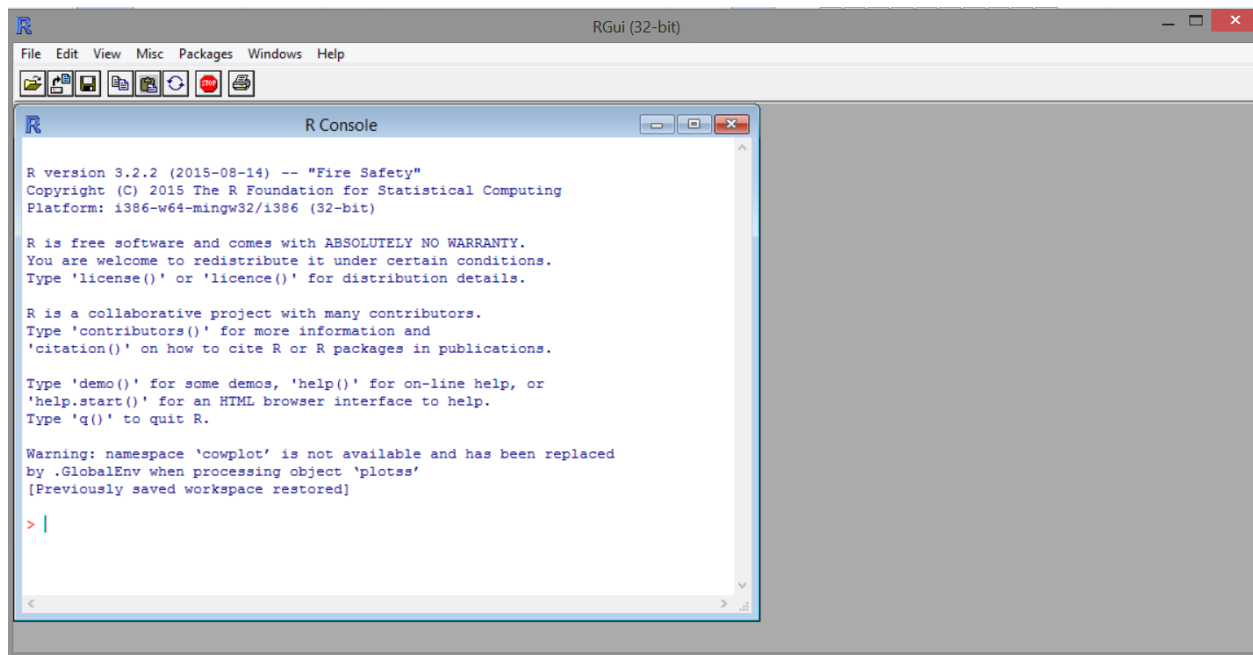 RGui (32-bit)
File Edit View Misc Packages Windows Help
STOP
R Console
R version 3.2.2 (2015-08-14) -- "Fire Safety"
Copyright (C) 2015 The R Foundation for Statistical Computing
Platform: i386-w64-mingw32/i386 (32-bit)
R is free software and comes with ABSOLUTELY NO WARRANTY.
You are welcome to redistribute it under certain conditions.
Type 'license()' or 'licence()' for distribution details.
R is a collaborative project with many contributors.
Type 'contributors()' for more information and
'citation()' on how to cite R or R packages in publications.
Type 'demo()' for some demos, 'help()' for on-line help, or
'help.start()' for an HTML browser interface to help.
Type 'q()' to quit R.
Warning: namespace ‘cowplot’ is not available and has been replaced
by .GlobalEnv when processing object ‘plotss’
[Previously saved workspace restored]
>